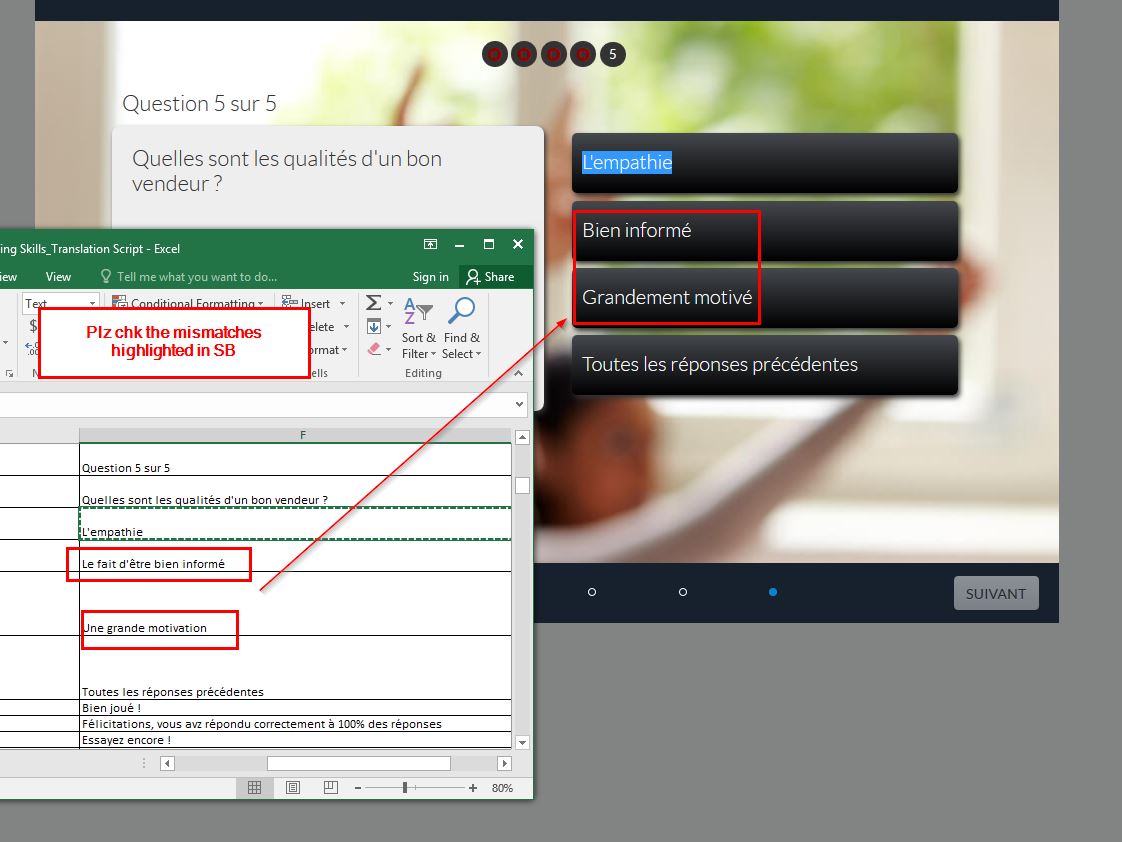 5
Question 5 sur 5
Quelles sont les qualités d'un bon
vendeur ?
L'empathie
Bien informé
Grandement motivé
Toutes les réponses précédentes
SUIVANT
ing Skills_Translation Script - Excel
View
Tell me what you want to do...
Sign in
Share
Text
Conditional Formatting
Insert
$
Plz chk the mismatches
highlighted in SB
Sort &
Filter
Find &
Select
Editing
F
Question 5 sur 5
Quelles sont les qualités d'un bon vendeur ?
L'empathie
Le fait d'être bien informé
Une grande motivation
Toutes les réponses précédentes
Bien joué !
Félicitations, vous avz répondu correctement à 100% des réponses
Essayez encore !
80%